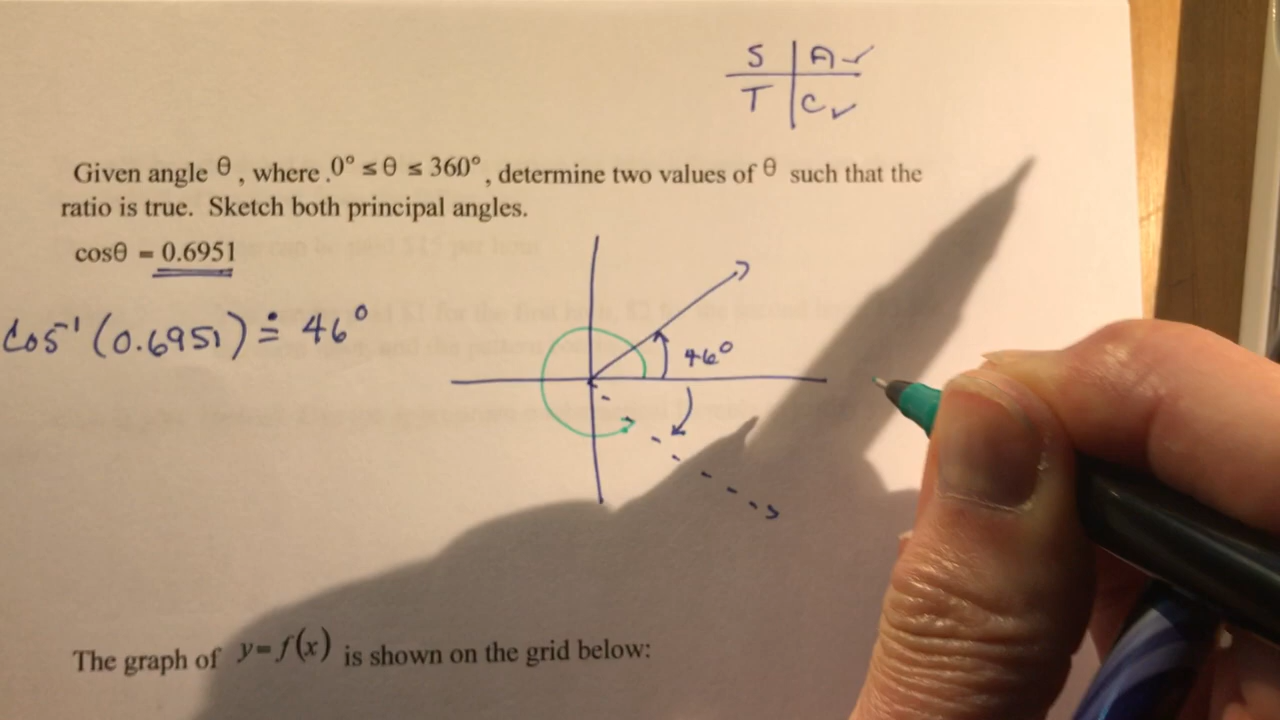 S A
T C
Given angle θ, where 0° ≤ θ ≤ 360°, determine two values of θ such that the
ratio is true. Sketch both principal angles.
cosθ = 0.6951
cos⁻¹(0.6951) ≐ 46°
46°
The graph of y=f(x) is shown on the grid below: